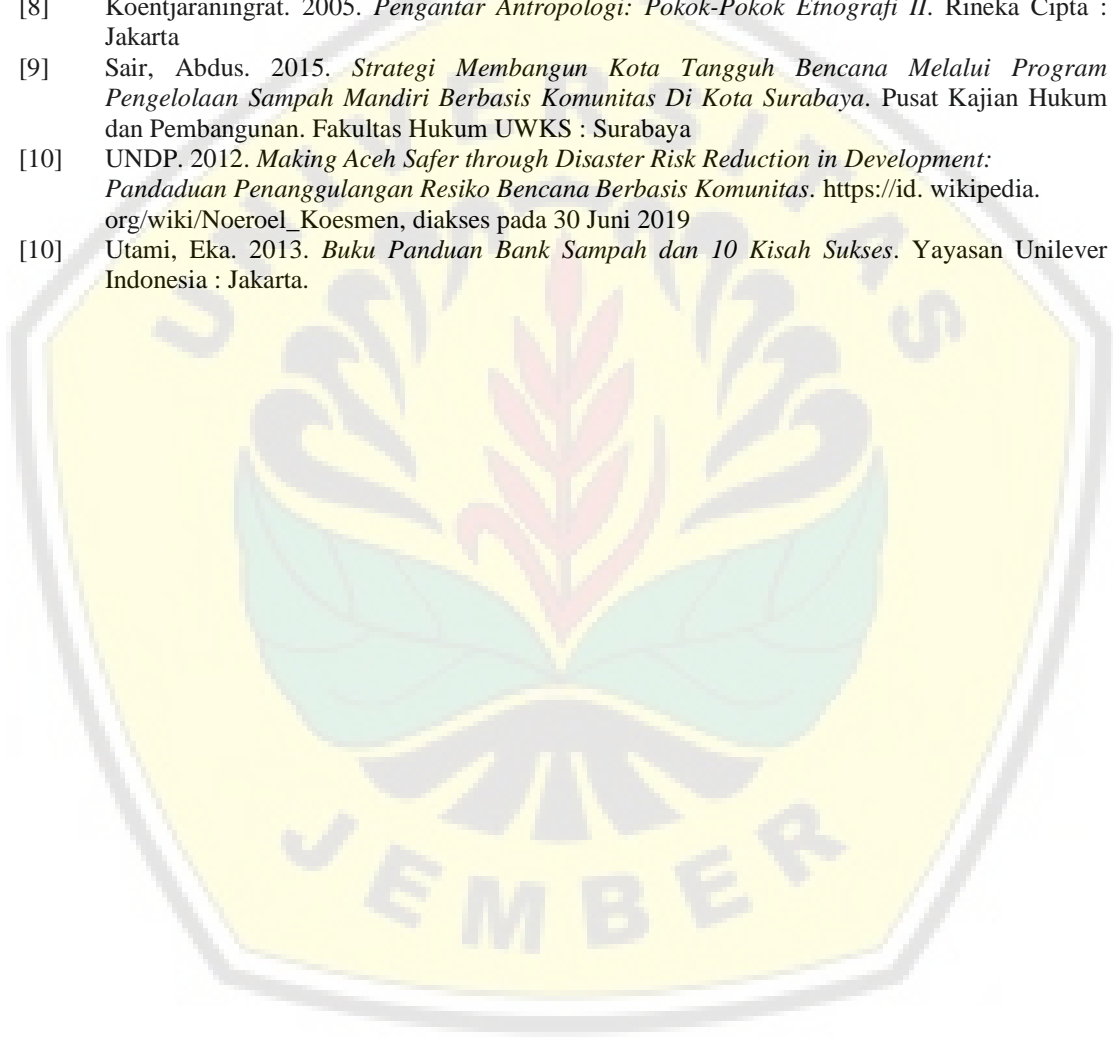 [8] Koentjaraningrat. 2005. Pengantar Antropologi: Pokok-Pokok Etnografi II. Rineka Cipta :
Jakarta
[9] Sair, Abdus. 2015. Strategi Membangun Kota Tangguh Bencana Melalui Program
Pengelolaan Sampah Mandiri Berbasis Komunitas Di Kota Surabaya. Pusat Kajian Hukum
dan Pembangunan. Fakultas Hukum UWKS : Surabaya
[10] UNDP. 2012. Making Aceh Safer through Disaster Risk Reduction in Development:
Pandaduan Penanggulangan Resiko Bencana Berbasis Komunitas. https://id. wikipedia.
org/wiki/Noeroel_Koesmen, diakses pada 30 Juni 2019
[10] Utami, Eka. 2013. Buku Panduan Bank Sampah dan 10 Kisah Sukses. Yayasan Unilever
Indonesia : Jakarta.
UNIVERSITAS
JEMBER